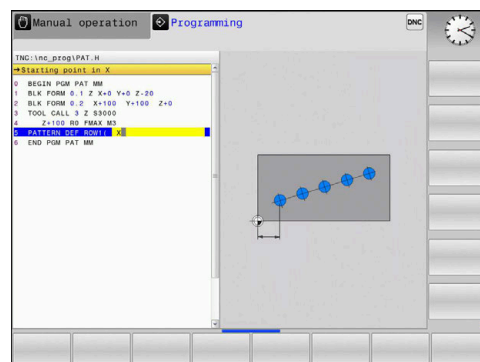 Manual operation
Programming
DNC
TNC:\nc_prog\PAT.H
→Starting point in X
0 BEGIN PGM PAT MM
1 BLK FORM 0.1 Z X+0 Y+0 Z-20
2 BLK FORM 0.2 X+100 Y+100 Z+0
3 TOOL CALL 3 Z S3000
4 Z+100 R0 FMAX M3
5 PATTERN DEF ROW1( X
6 END PGM PAT MM